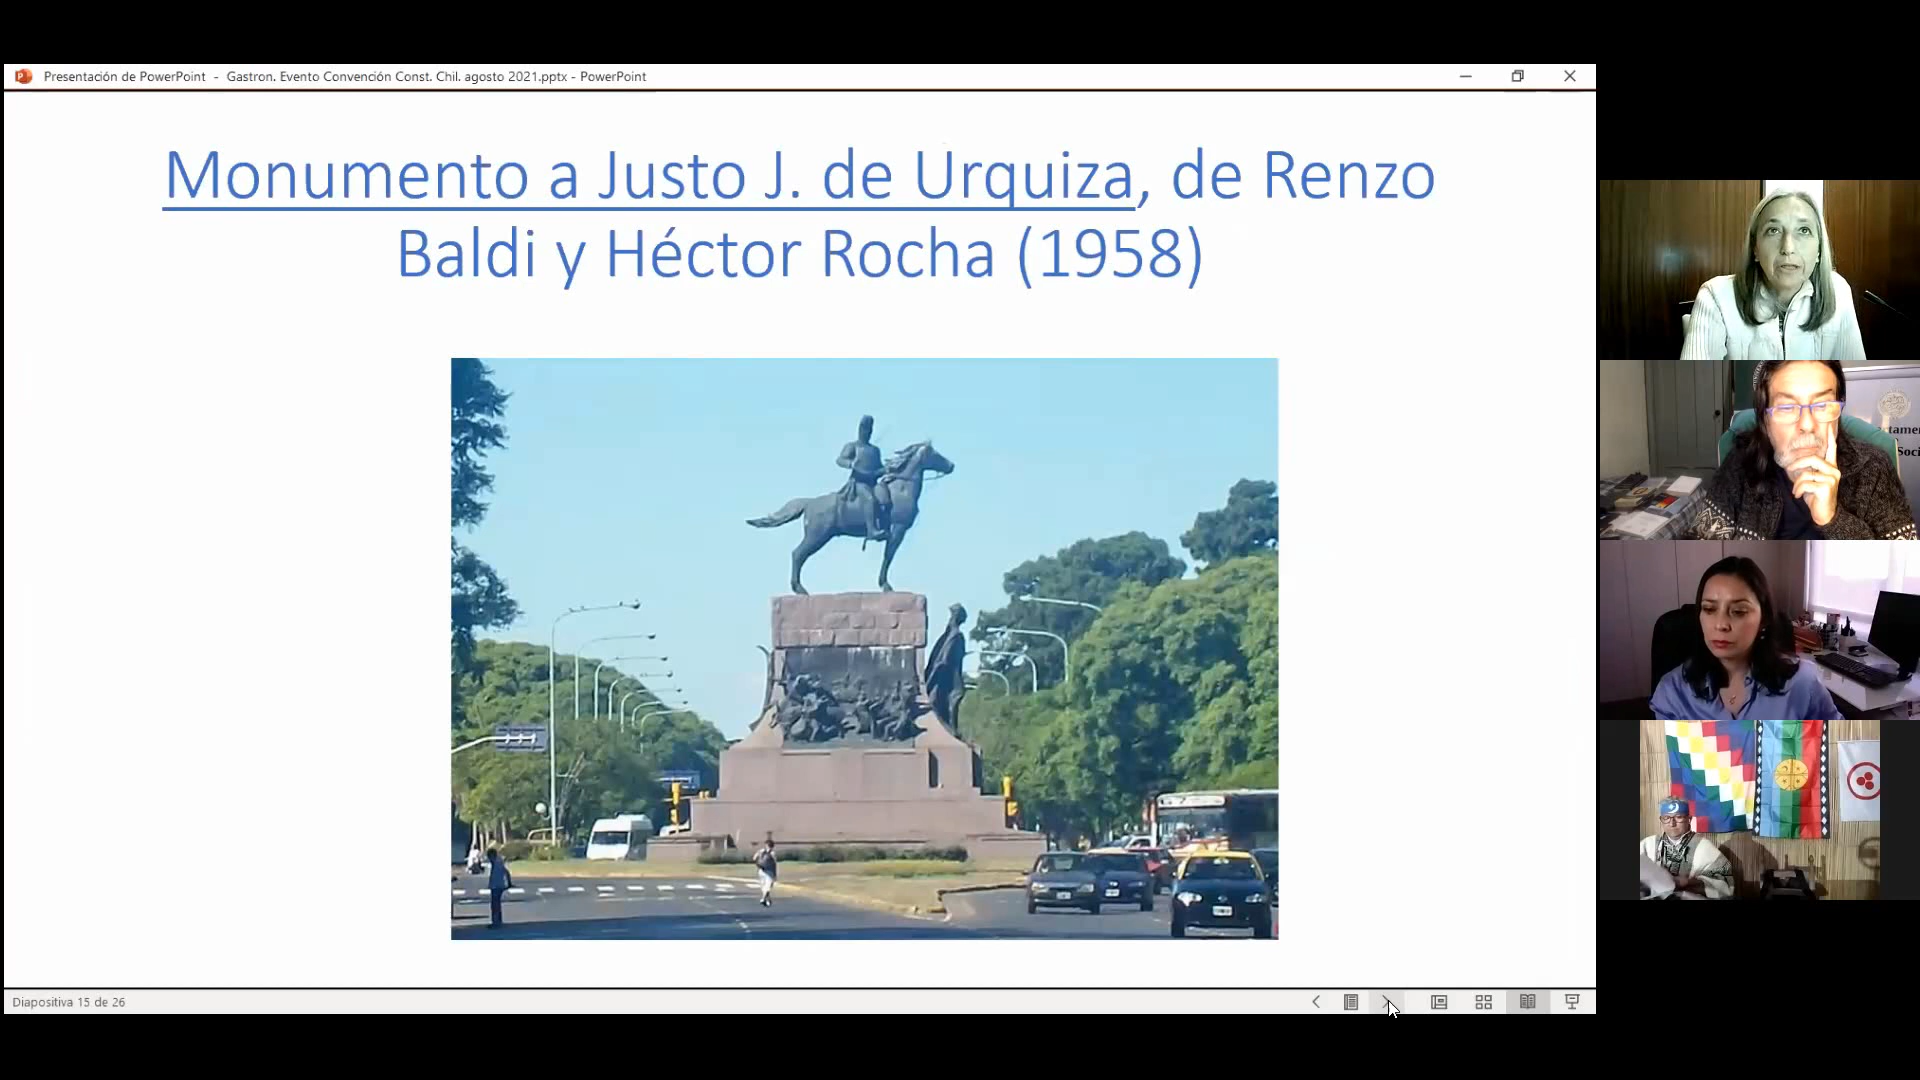 Presentación de PowerPoint - Gastron. Evento Convención Const. Chil. agosto 2021.pptx - PowerPoint
Monumento a Justo J. de Urquiza, de Renzo
Baldi y Héctor Rocha (1958)
Diapositiva 15 de 26